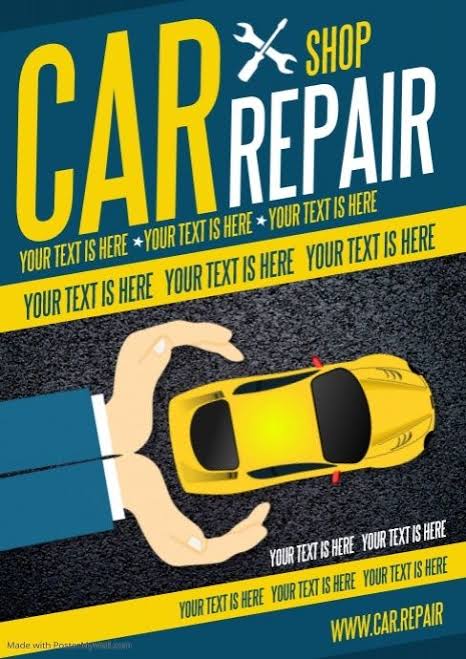 CAR SHOP
REPAIR
YOUR TEXT IS HERE ★ YOUR TEXT IS HERE ★ YOUR TEXT IS HERE
YOUR TEXT IS HERE YOUR TEXT IS HERE YOUR TEXT IS HERE
YOUR TEXT IS HERE YOUR TEXT IS HERE
YOUR TEXT IS HERE YOUR TEXT IS HERE YOUR TEXT IS HERE
WWW.CAR.REPAIR
Made with PosterMyWall.com